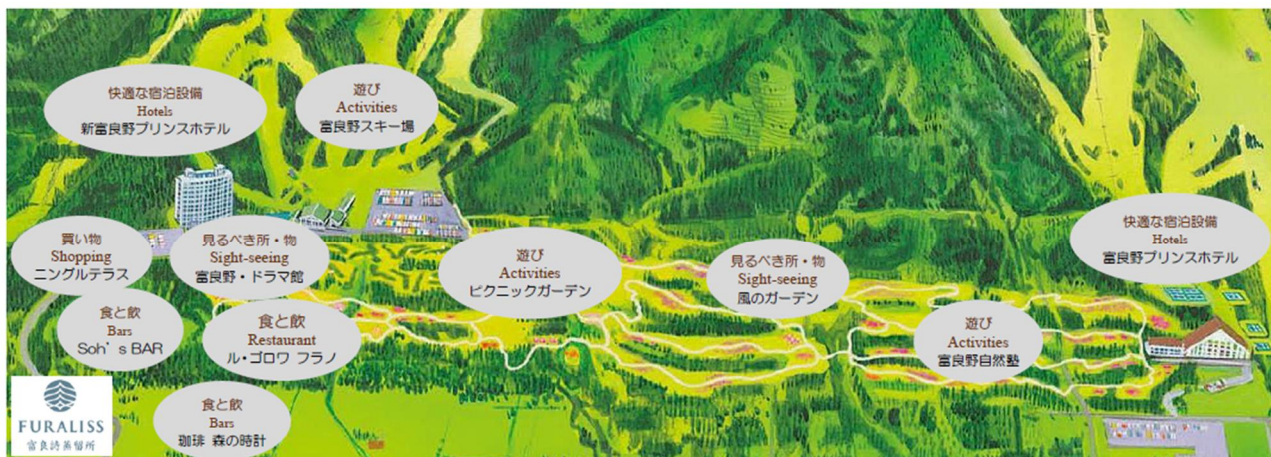 快適な宿泊設備
Hotels
新富良野プリンスホテル
遊び
Activities
富良野スキー場
買い物
Shopping
ニングルテラス
見るべき所・物
Sight-seeing
富良野・ドラマ館
遊び
Activities
ピクニックガーデン
見るべき所・物
Sight-seeing
風のガーデン
快適な宿泊設備
Hotels
富良野プリンスホテル
食と飲
Bars
Soh's BAR
食と飲
Restaurant
ル・ゴロワ フラノ
遊び
Activities
富良野自然塾
食と飲
Bars
珈琲 森の時計
FURALISS
富良詩蒸留所